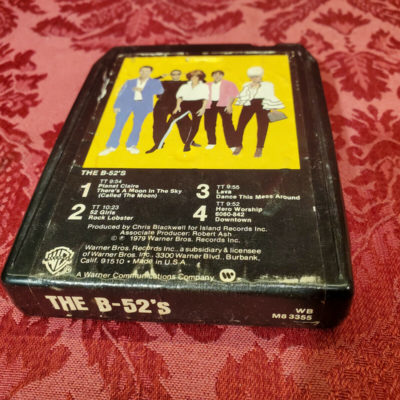 THE B-52'S
1 TT 9:54
Planet Claire
There's A Moon In The Sky
(Called The Moon)
2 TT 10:23
52 Girls
Rock Lobster
3 TT 9:55
Lava
Dance This Mess Around
4 TT 9:52
Hero Worship
6060-842
Downtown
Produced by Chris Blackwell for Island Records Inc.
Associate Producer: Robert Ash
© ℗ 1979 Warner Bros. Records Inc.
Warner Bros. Records Inc., a subsidiary & licensee
of Warner Bros. Inc., 3300 Warner Blvd., Burbank,
Calif. 91510 • Made in U.S.A.
A Warner Communications Company
THE B-52's
WB
M8 3355